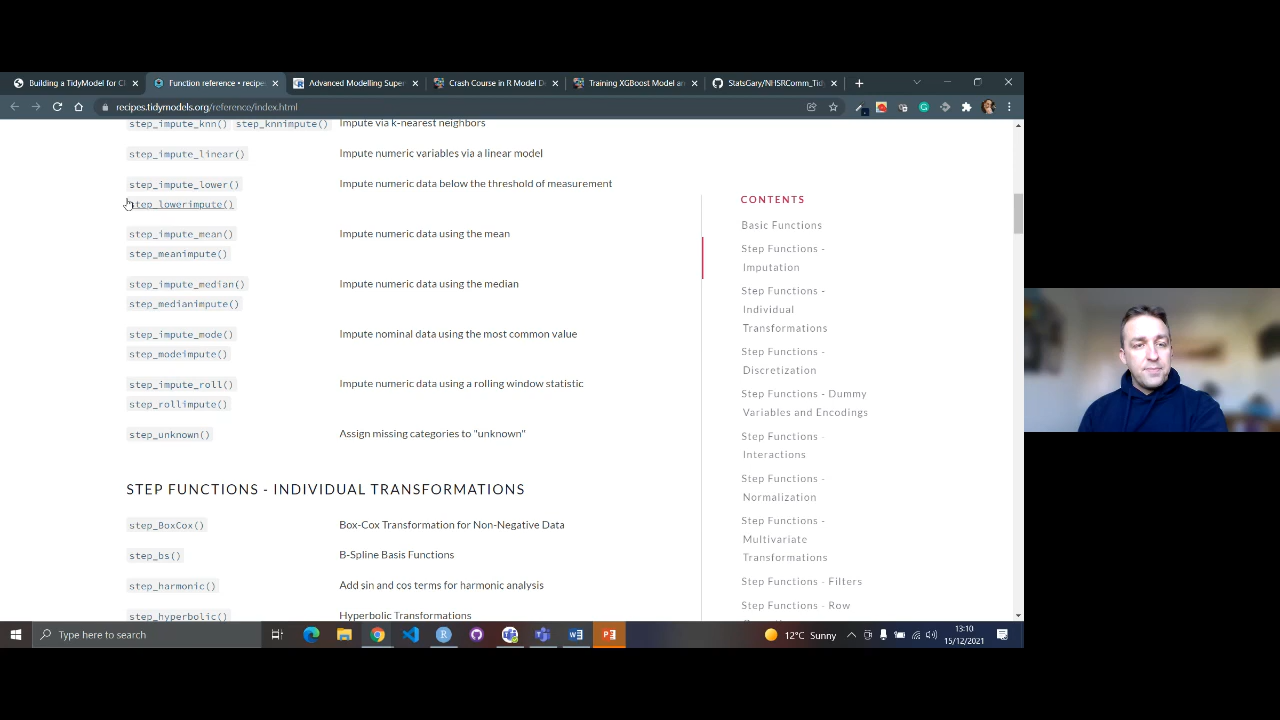 Building a TidyModel for Cl
Function reference • recipe
Advanced Modelling Super
Crash Course in R Model D
Training XGBoost Model an
StatsGary/NHSRComm_Tid
recipes.tidymodels.org/reference/index.html
step_impute_knn() step_knnimpute() Impute via k-nearest neighbors
step_impute_linear() Impute numeric variables via a linear model
step_impute_lower() Impute numeric data below the threshold of measurement
step_lowerimpute()
step_impute_mean() Impute numeric data using the mean
step_meanimpute()
step_impute_median() Impute numeric data using the median
step_medianimpute()
step_impute_mode() Impute nominal data using the most common value
step_modeimpute()
step_impute_roll() Impute numeric data using a rolling window statistic
step_rollimpute()
step_unknown() Assign missing categories to "unknown"
STEP FUNCTIONS - INDIVIDUAL TRANSFORMATIONS
step_BoxCox() Box-Cox Transformation for Non-Negative Data
step_bs() B-Spline Basis Functions
step_harmonic() Add sin and cos terms for harmonic analysis
step_hyperbolic() Hyperbolic Transformations
CONTENTS
Basic Functions
Step Functions -
Imputation
Step Functions -
Individual
Transformations
Step Functions -
Discretization
Step Functions - Dummy
Variables and Encodings
Step Functions -
Interactions
Step Functions -
Normalization
Step Functions -
Multivariate
Transformations
Step Functions - Filters
Step Functions - Row
Type here to search
12°C Sunny
13:10
15/12/2021